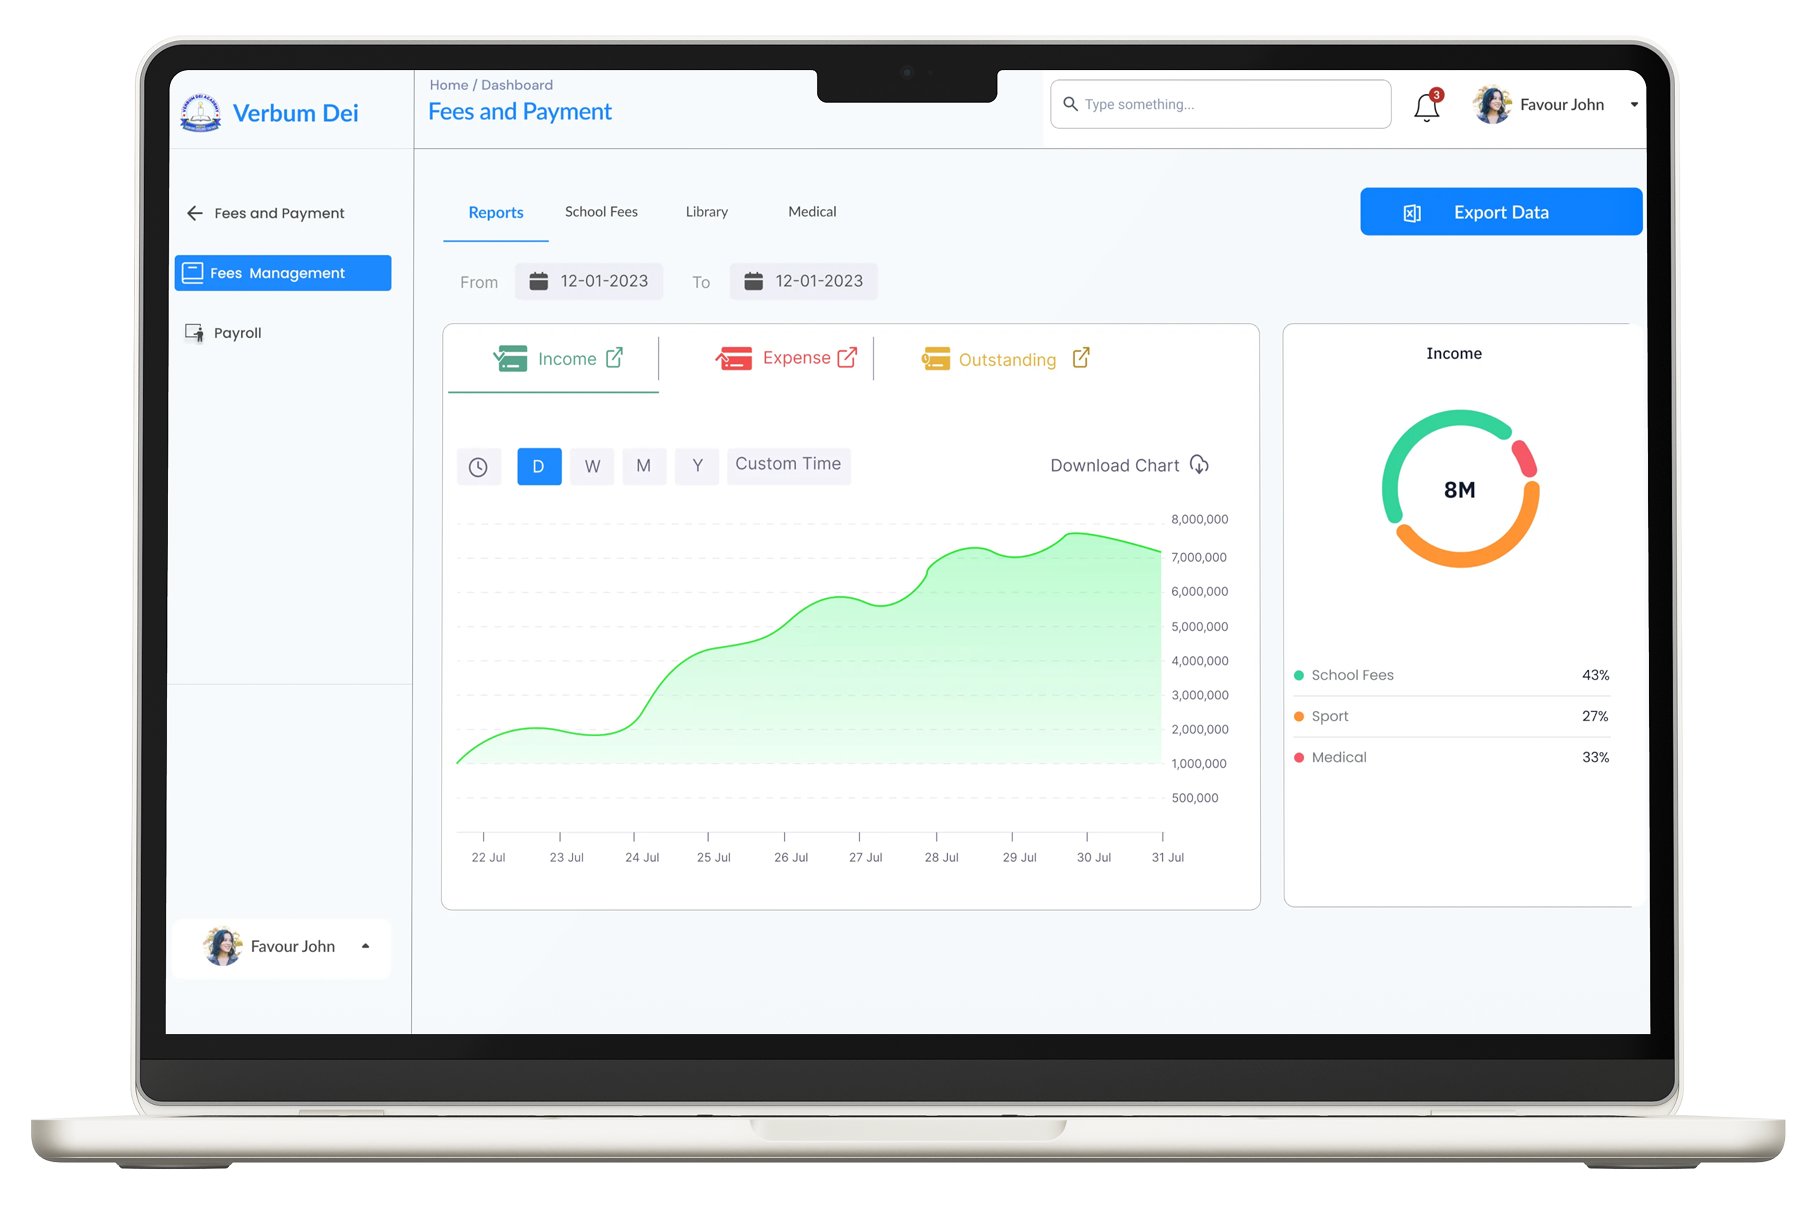 Verbum Dei
Home / Dashboard
Fees and Payment
Type something...
3
Favour John
Fees and Payment
Fees Management
Payroll
Favour John
Reports
School Fees
Library
Medical
Export Data
From
12-01-2023
To
12-01-2023
Income
Expense
Outstanding
D
W
M
Y
Custom Time
Download Chart
8,000,000
7,000,000
6,000,000
5,000,000
4,000,000
3,000,000
2,000,000
1,000,000
500,000
22 Jul
23 Jul
24 Jul
25 Jul
26 Jul
27 Jul
28 Jul
29 Jul
30 Jul
31 Jul
Income
8M
School Fees 43%
Sport 27%
Medical 33%